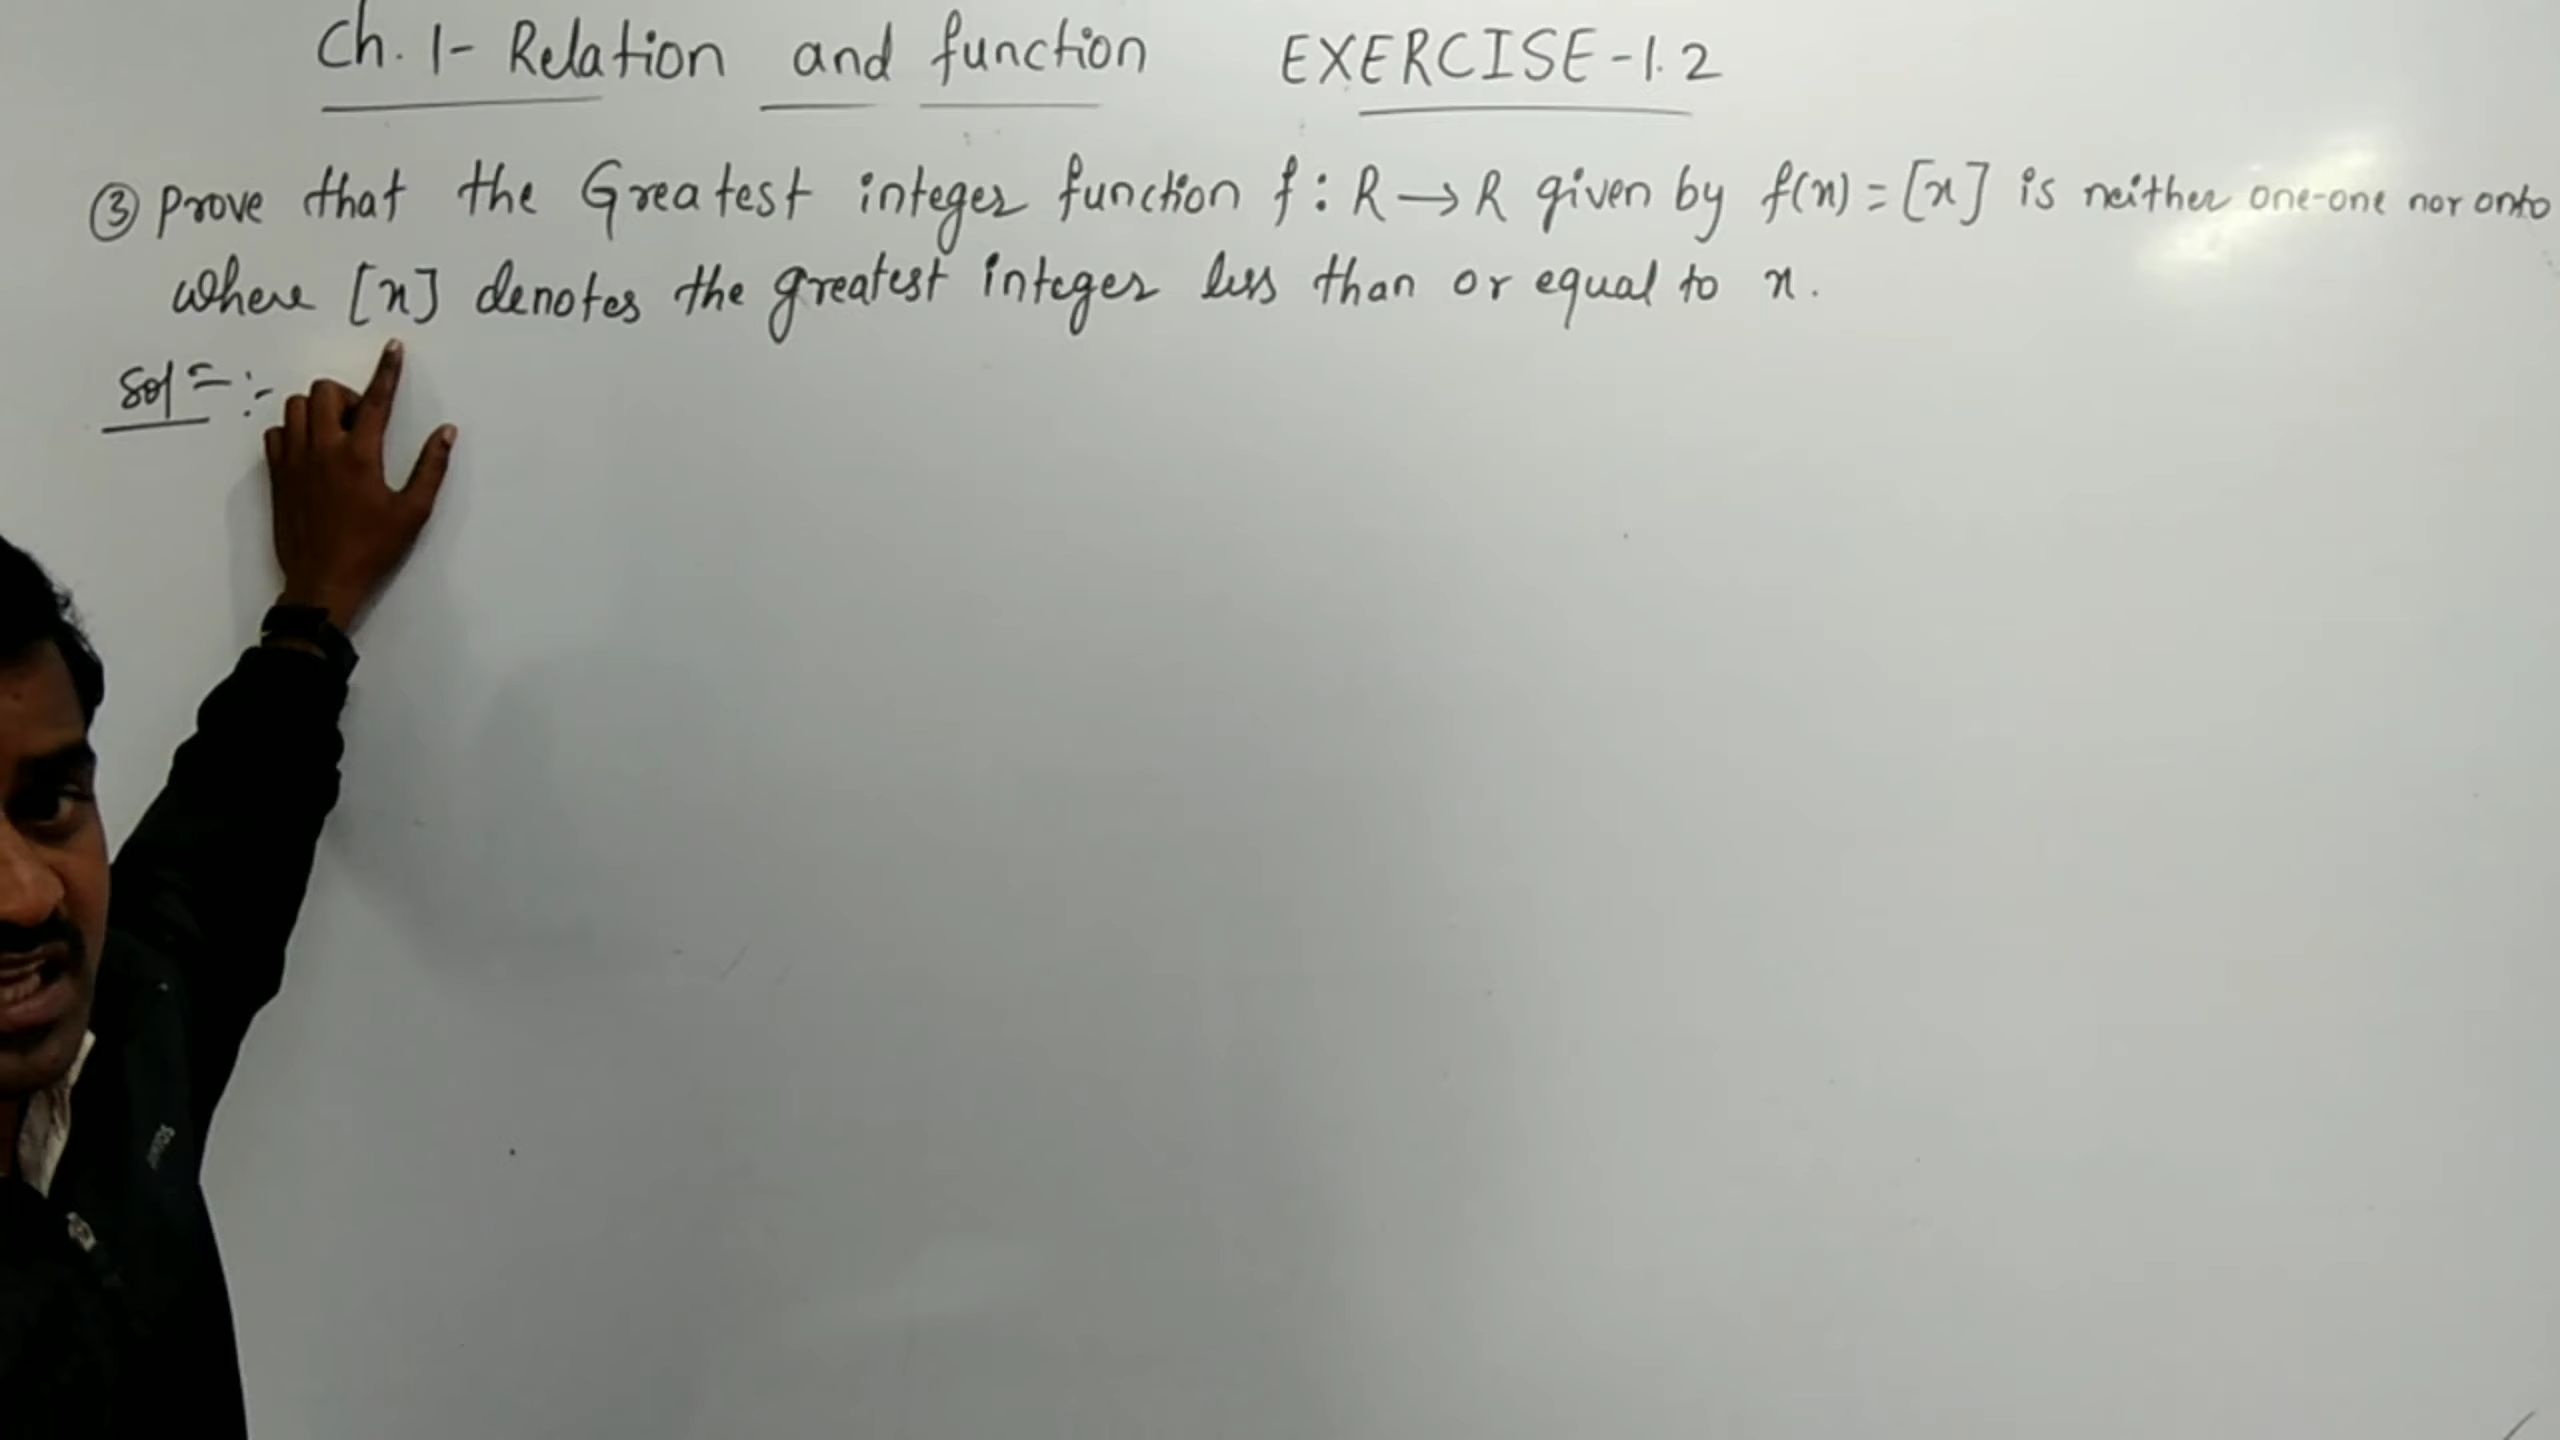 Ch. 1- Relation and function EXERCISE-1.2
③ Prove that the Greatest integer function f : R → R given by f(x) = [x] is neither one-one nor onto
where [x] denotes the greatest integer less than or equal to x.
Solⁿ :-